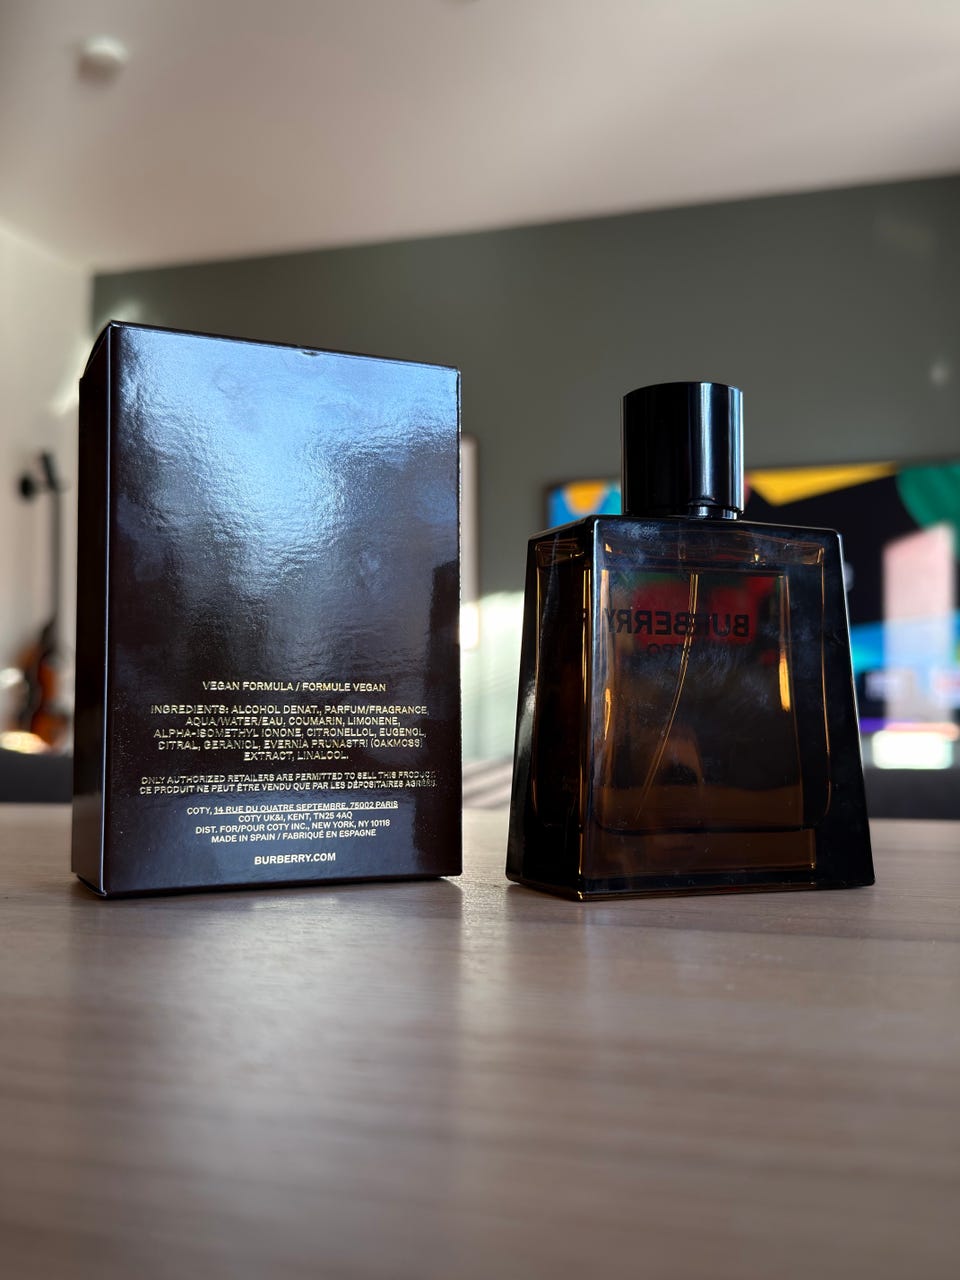 VEGAN FORMULA / FORMULE VEGAN
INGREDIENTS: ALCOHOL DENAT., PARFUM/FRAGRANCE,
AQUA/WATER/EAU, COUMARIN, LIMONENE,
ALPHA-ISOMETHYL IONONE, CITRONELLOL, EUGENOL,
CITRAL, GERANIOL, EVERNIA PRUNASTRI (OAKMOSS)
EXTRACT, LINALOOL.
ONLY AUTHORIZED RETAILERS ARE PERMITTED TO SELL THIS PRODUCT.
CE PRODUIT NE PEUT ÊTRE VENDU QUE PAR LES DÉPOSITAIRES AGRÉÉS.
COTY, 14 RUE DU QUATRE SEPTEMBRE, 75002 PARIS
COTY UK&I, KENT, TN25 4AQ
DIST. FOR/POUR COTY INC., NEW YORK, NY 10118
MADE IN SPAIN / FABRIQUÉ EN ESPAGNE
BURBERRY.COM
BURBERRY